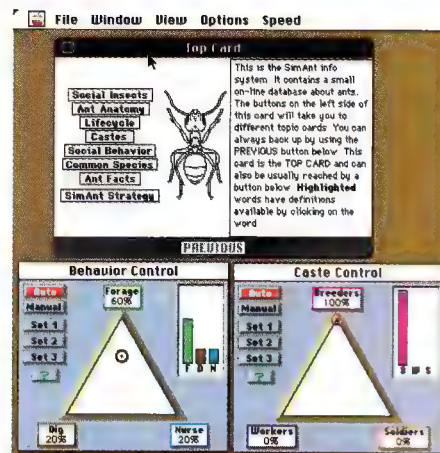 File Window View Options Speed
Top Card
Social Insects
Ant Anatomy
Lifecycle
Castes
Social Behavior
Common Species
Ant Facts
SimAnt Strategy
This is the SimAnt info
system. It contains a small
on-line database about ants.
The buttons on the left side of
this card will take you to
different topic cards. You can
always back up by using the
PREVIOUS button below. This
card is the TOP CARD and can
also be usually reached by a
button below. Highlighted
words have definitions
available by clicking on the
word
PREVIOUS
Behavior Control
Auto
Manual
Set 1
Set 2
Set 3
?
Forage
60%
F D N
Dig
20%
Nurse
20%
Caste Control
Auto
Manual
Set 1
Set 2
Set 3
?
Breeders
100%
B W S
Workers
0%
Soldiers
0%